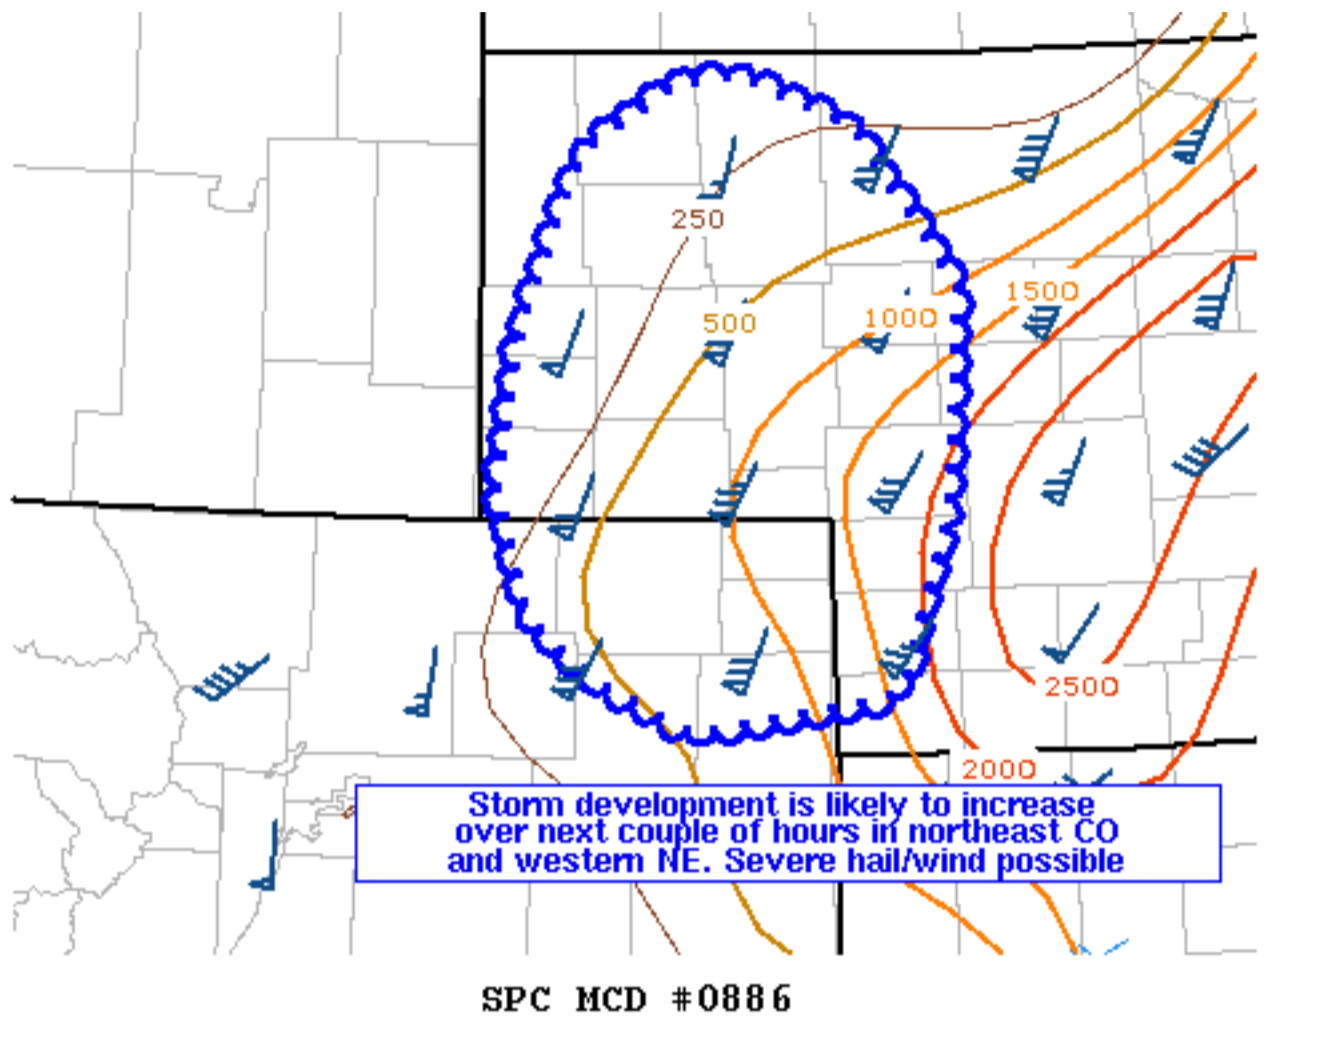 250
1500
500
1000
2500
2000
Storm development is likely to increase
over next couple of hours in northeast CO
and western NE. Severe hail/wind possible
SPC MCD #0886